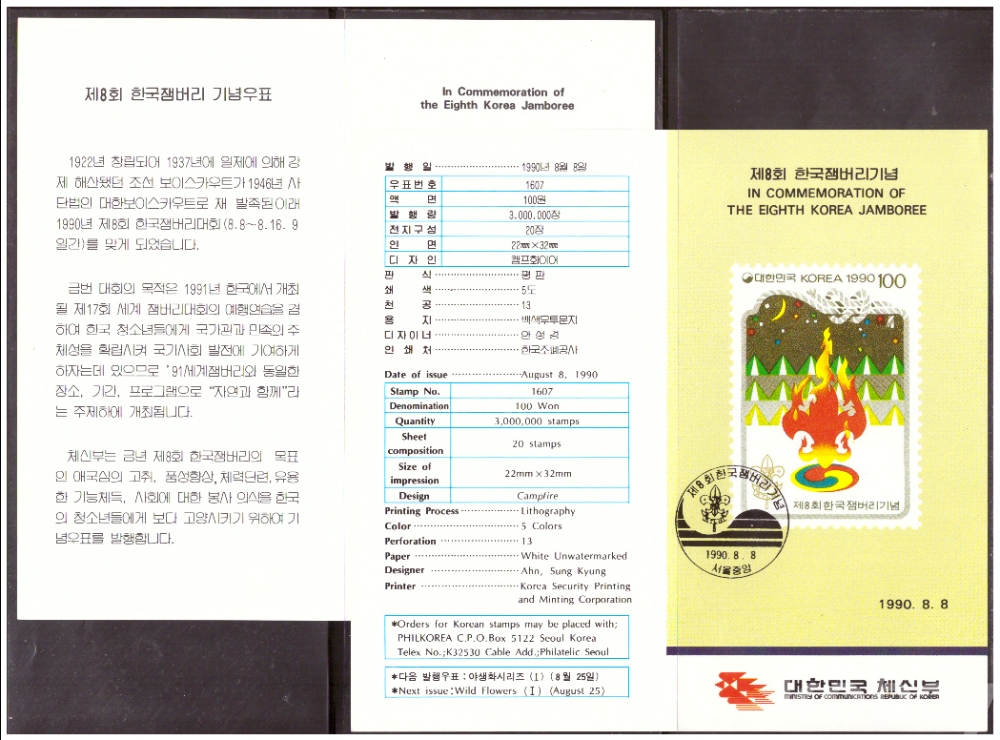 제8회 한국잼버리 기념우표
1922년 창립되어 1937년에 일제에 의해 강
제 해산됐던 조선 보이스카우트가 1946년 사
단법인 대한보이스카우트로 재 발족된이래
1990년 제8회 한국잼버리대회(8.8~8.16. 9
일간)를 맞게 되었습니다.
금번 대회의 목적은 1991년 한국에서 개최
될 제17회 세계 잼버리대회의 예행연습을 겸
하여 한국 청소년들에게 국가관과 민족의 주
체성을 확립시켜 국가사회 발전에 기여하게
하자는데 있으므로 '91세계잼버리와 동일한
장소, 기간, 프로그램으로 "자연과 함께"라
는 주제하에 개최됩니다.
체신부는 금년 제8회 한국잼버리의 목표
의 애국심의 고취, 품성향상, 체력단련, 유용
한 기능체득, 사회에 대한 봉사 의식을 한국
의 청소년들에게 보다 고양시키기 위하여 기
념우표를 발행합니다.
In Commemoration of
the Eighth Korea Jamboree
발 행 일 1990년 8월 8일
우표번호 1607
액 면 100원
발 행 량 3,000,000장
전지구성 20장
인 면 22㎜×32㎜
디 자 인 캠프화이어
판 식 평 판
쇄 색 5도
천 공 13
용 지 백색무투문지
디자이너 안 성 경
인 쇄 처 한국조폐공사
Date of issue August 8, 1990
Stamp No. 1607
Denomination 100 Won
Quantity 3,000,000 stamps
Sheet composition 20 stamps
Size of impression 22mm×32mm
Design Camplire
Printing Process Lithography
Color 5 Colors
Perforation 13
Paper White Unwatermarked
Designer Ahn, Sung Kyung
Printer Korea Security Printing
and Minting Corporation
*Orders for Korean stamps may be placed with;
PHILKOREA C.P.O.Box 5122 Seoul Korea
Telex No.;K32530 Cable Add.;Philatelic Seoul
*다음 발행우표 : 야생화시리즈 (Ⅰ) (8월 25일)
*Next issue : Wild Flowers (Ⅰ) (August 25)
제8회 한국잼버리기념
IN COMMEMORATION OF
THE EIGHTH KOREA JAMBOREE
대한민국 KOREA 1990 100
제8회한국잼버리기념
제8회한국잼버리기념
1990. 8. 8
서울중앙
1990. 8. 8
대한민국 체신부
MINISTRY OF COMMUNICATIONS REPUBLIC OF KOREA